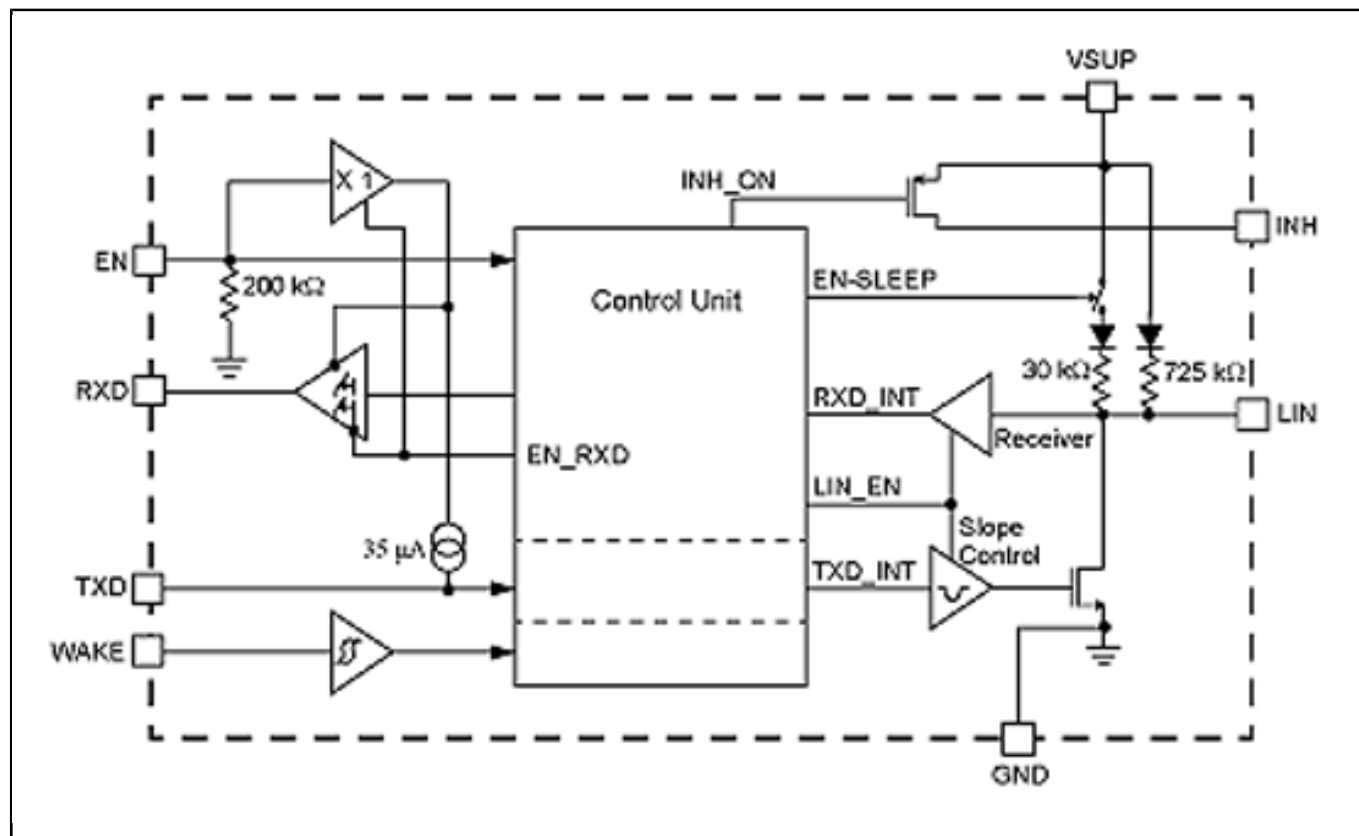 VSUP
X 1
INH_ON
INH
EN
200 kΩ
Control Unit
EN-SLEEP
RXD
30 kΩ
725 kΩ
RXD_INT
LIN
Receiver
EN_RXD
LIN_EN
35 µA
Slope
Control
TXD
TXD_INT
WAKE
GND